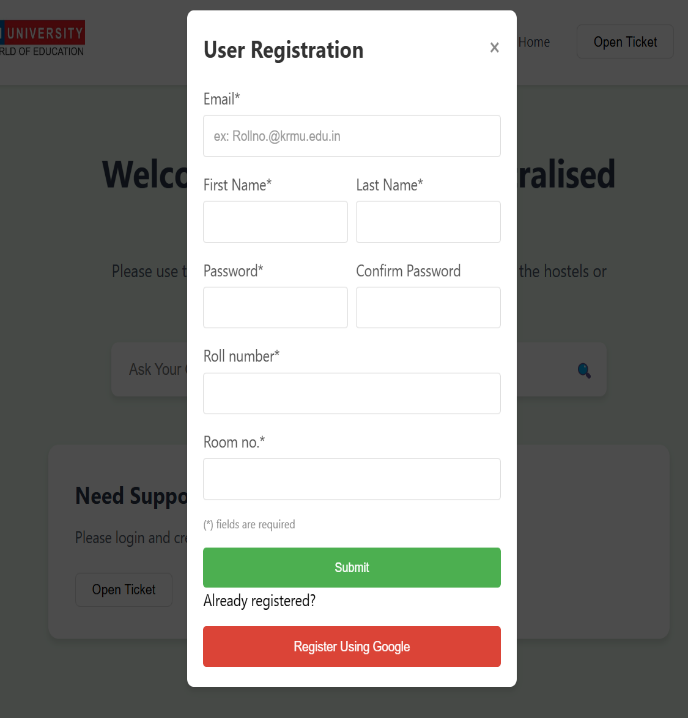 UNIVERSITY
RLD OF EDUCATION
Home
Open Ticket
User Registration
×
Email*
ex: Rollno.@krmu.edu.in
First Name* Last Name*
Password* Confirm Password
Roll number*
Room no.*
(*) fields are required
Submit
Already registered?
Register Using Google
Welco
ralised
Please use t
the hostels or
Ask Your
Need Suppo
Please login and cre
Open Ticket